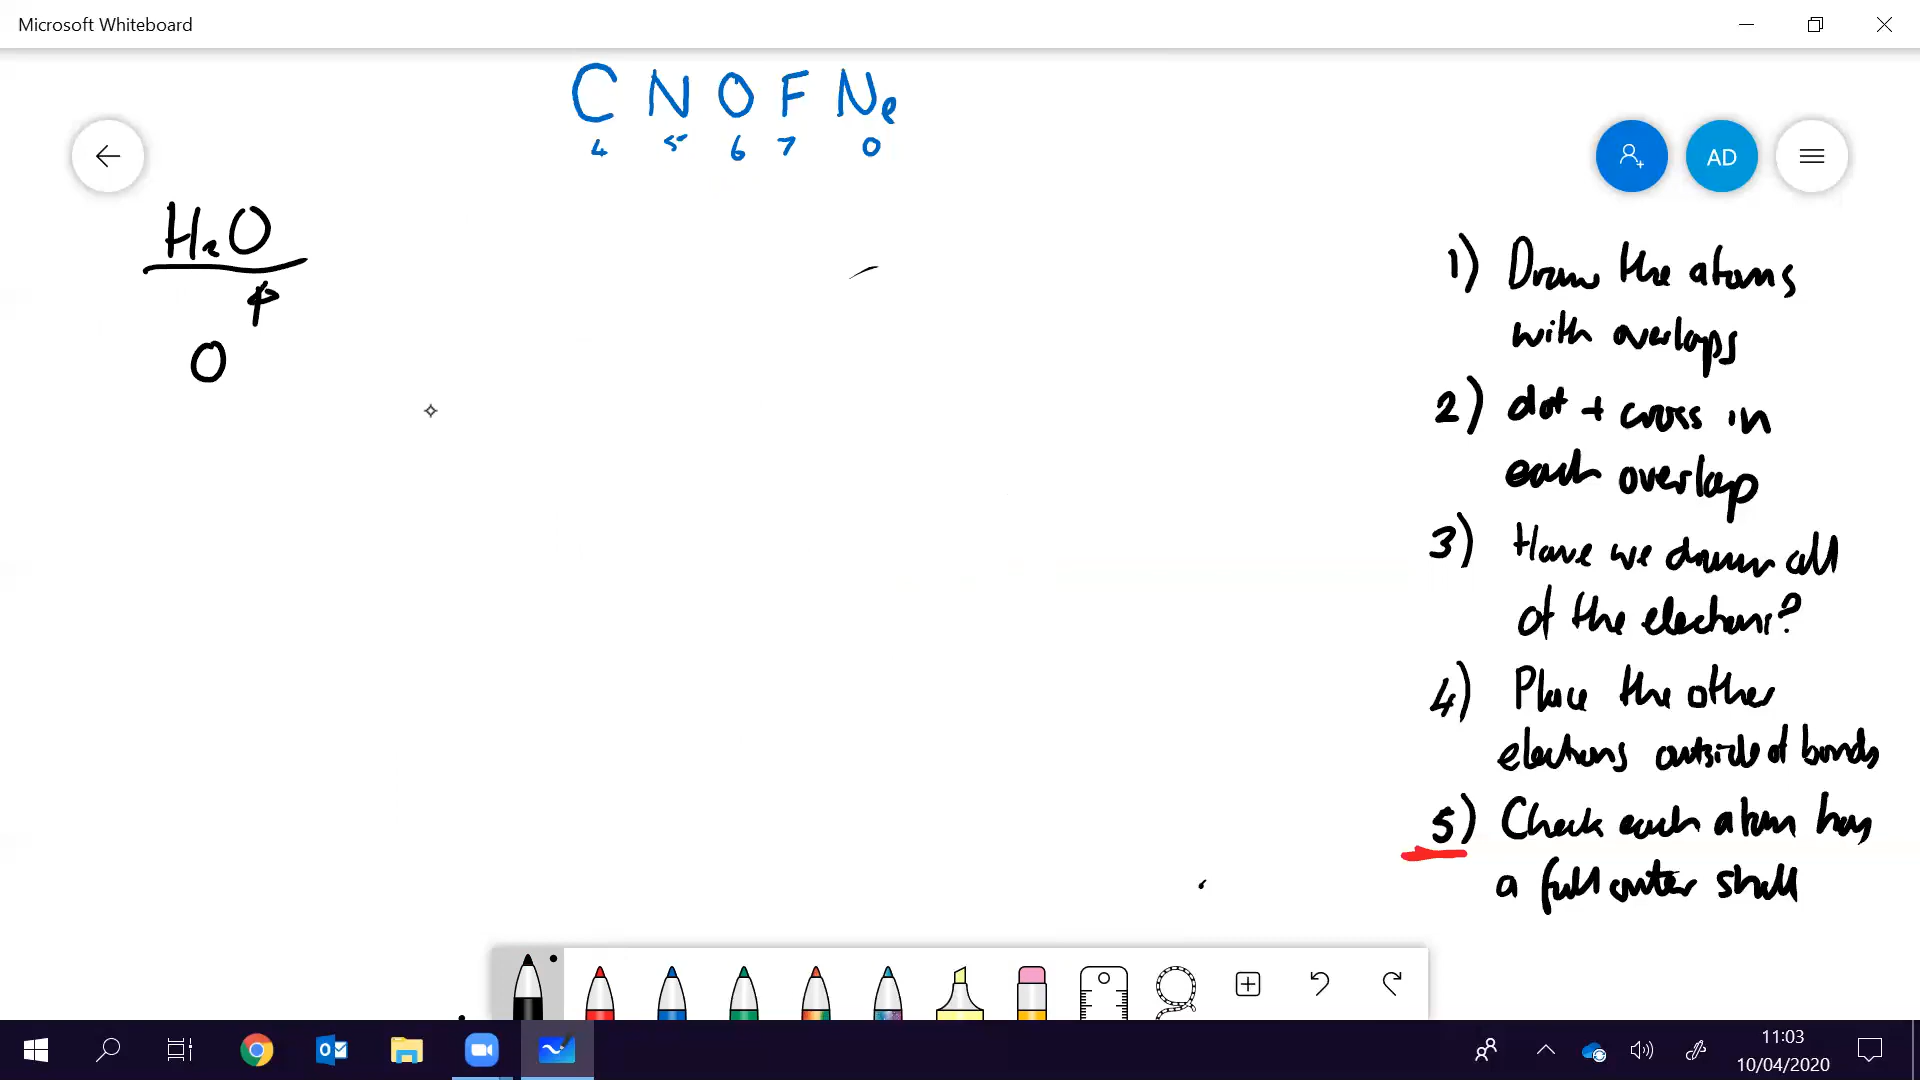 Microsoft Whiteboard
C N O F Ne
4 5 6 7 0
AD
H₂O
O
1) Draw the atoms
with overlaps
2) dot + cross in
each overlap
3) Have we drawn all
of the electrons?
4) Place the other
electrons outside of bonds
5) Check each atom has
a full outer shell
11:03
10/04/2020